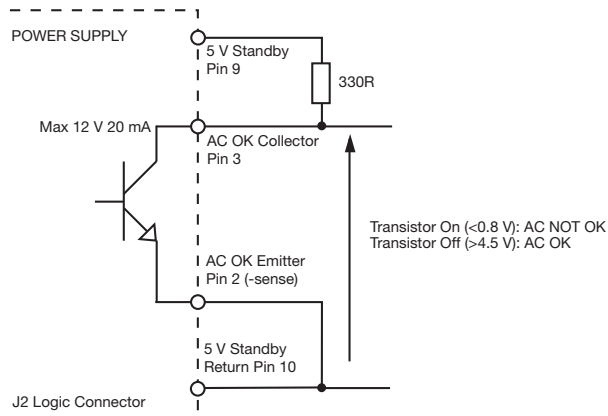 POWER SUPPLY
5 V Standby
Pin 9
330R
Max 12 V 20 mA
AC OK Collector
Pin 3
Transistor On (<0.8 V): AC NOT OK
Transistor Off (>4.5 V): AC OK
AC OK Emitter
Pin 2 (-sense)
5 V Standby
Return Pin 10
J2 Logic Connector